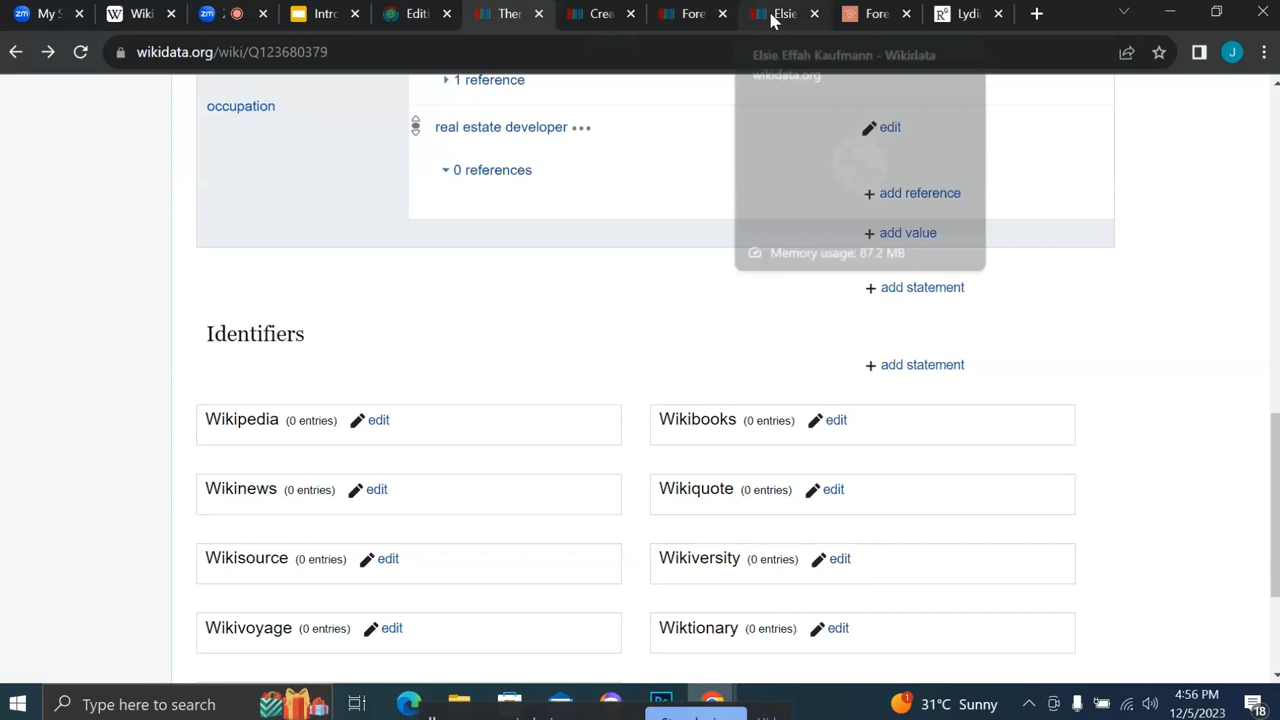 My S
Wiki
Intro
Editi
Ther
Crea
Fore
Elsie
Fore
Lydia
wikidata.org/wiki/Q123680379
J
Elsie Effah Kaufmann - Wikidata
wikidata.org
1 reference
occupation
real estate developer
edit
0 references
+ add reference
+ add value
Memory usage: 87.2 MB
+ add statement
Identifiers
+ add statement
Wikipedia (0 entries) edit
Wikibooks (0 entries) edit
Wikinews (0 entries) edit
Wikiquote (0 entries) edit
Wikisource (0 entries) edit
Wikiversity (0 entries) edit
Wikivoyage (0 entries) edit
Wiktionary (0 entries) edit
Type here to search
31°C Sunny
4:56 PM
12/5/2023
18